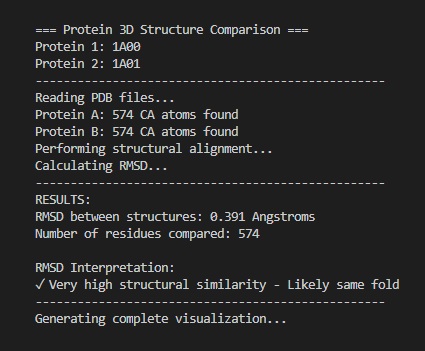 === Protein 3D Structure Comparison ===
Protein 1: 1A00
Protein 2: 1A01
--------------------------------------------------
Reading PDB files...
Protein A: 574 CA atoms found
Protein B: 574 CA atoms found
Performing structural alignment...
Calculating RMSD...
--------------------------------------------------
RESULTS:
RMSD between structures: 0.391 Angstroms
Number of residues compared: 574
RMSD Interpretation:
✓ Very high structural similarity - Likely same fold
--------------------------------------------------
Generating complete visualization...